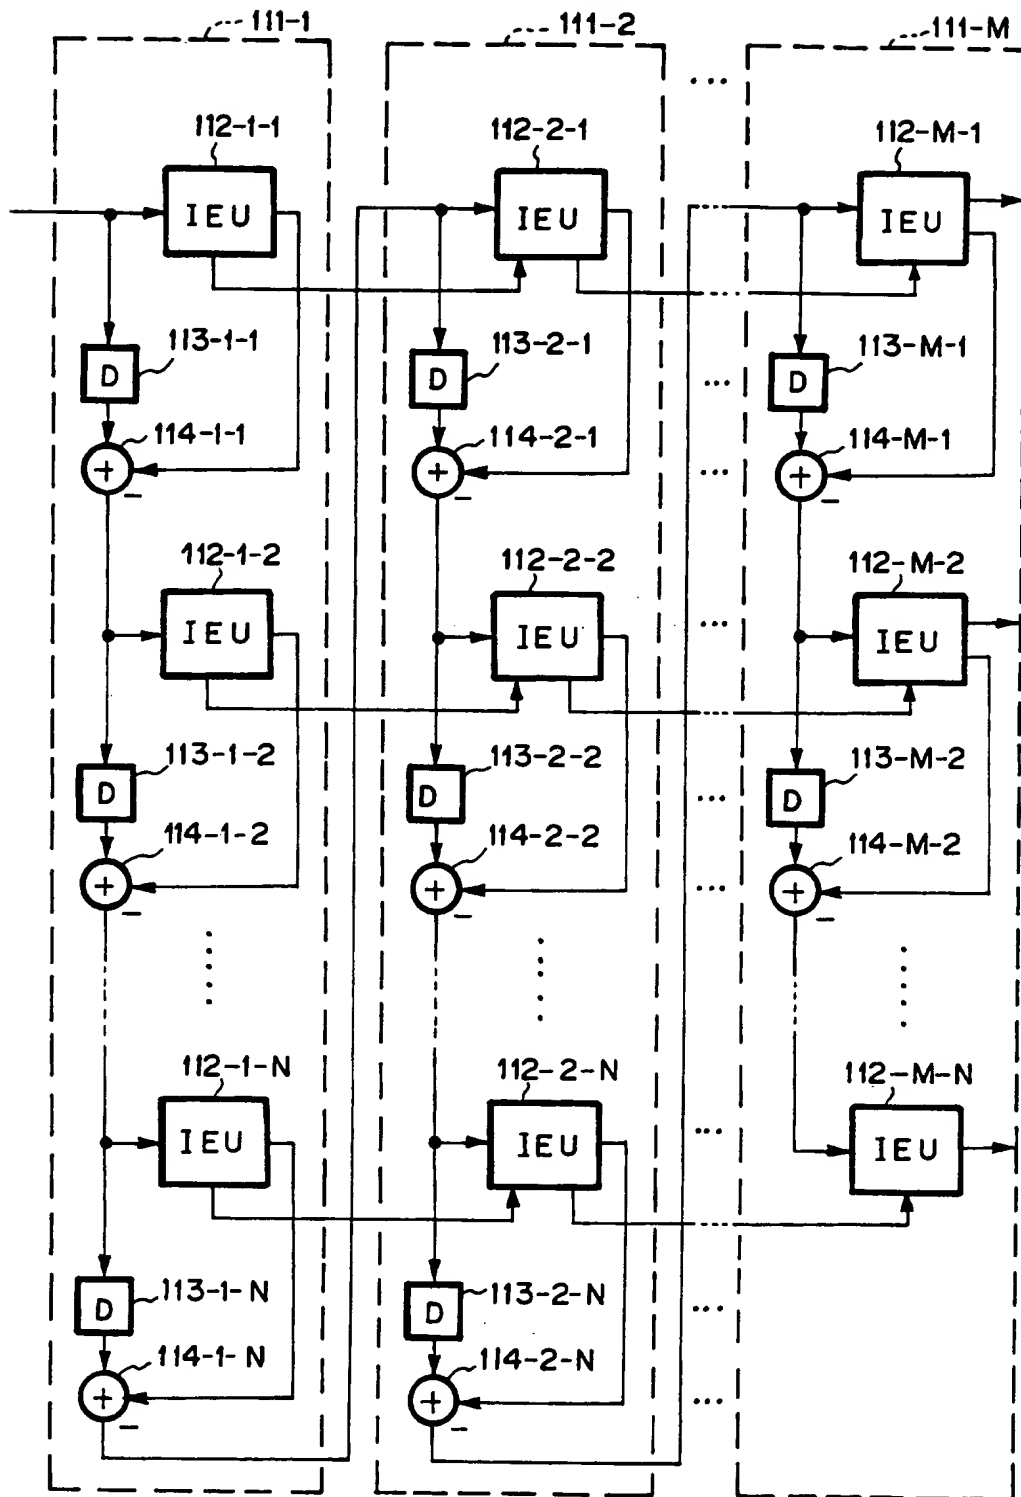 111-1 111-2 111-M
...
112-1-1 112-2-1 112-M-1
IEU IEU IEU
... ...
113-1-1 113-2-1 113-M-1
D D ... D
114-1-1 114-2-1 114-M-1
+ + ... +
− − −
112-1-2 112-2-2 112-M-2
IEU IEU ... IEU
...
113-1-2 113-2-2 113-M-2
D D ... D
114-1-2 114-2-2 114-M-2
+ + ... +
− − −
112-1-N 112-2-N 112-M-N
IEU IEU ... IEU
...
113-1-N 113-2-N
D D ...
114-1-N 114-2-N
+ + ...
− −